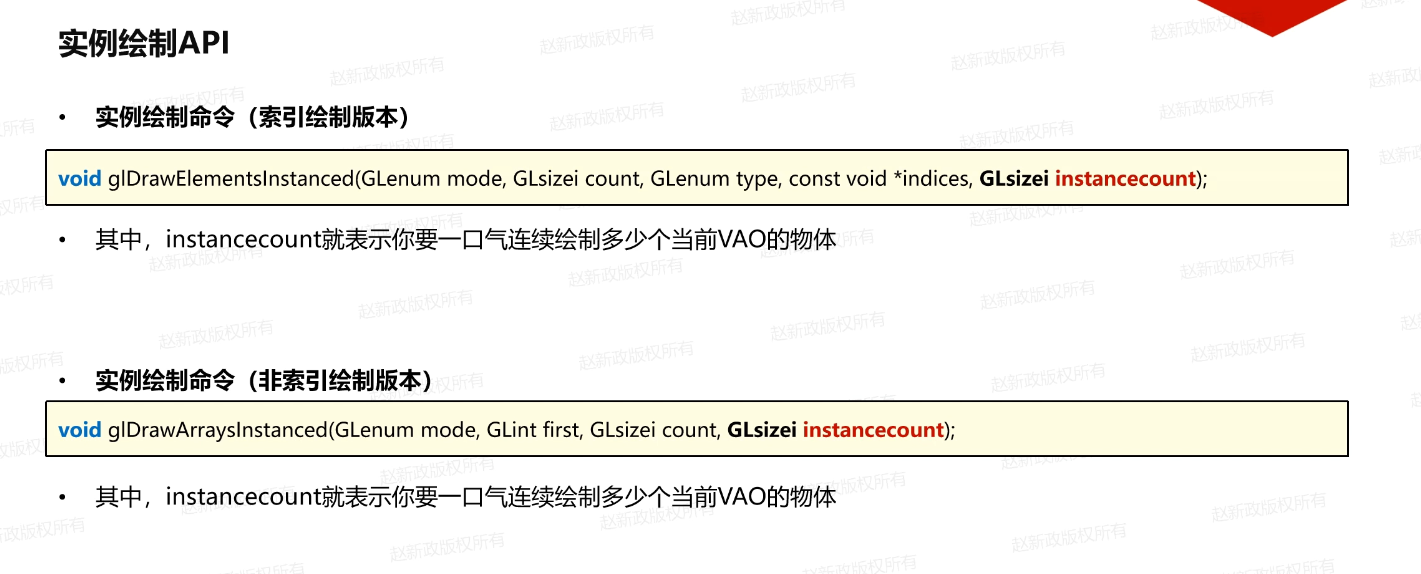 实例绘制API
• 实例绘制命令（索引绘制版本）
void glDrawElementsInstanced(GLenum mode, GLsizei count, GLenum type, const void *indices, GLsizei instancecount);
• 其中，instancecount就表示你要一口气连续绘制多少个当前VAO的物体
• 实例绘制命令（非索引绘制版本）
void glDrawArraysInstanced(GLenum mode, GLint first, GLsizei count, GLsizei instancecount);
• 其中，instancecount就表示你要一口气连续绘制多少个当前VAO的物体
赵新政版权所有